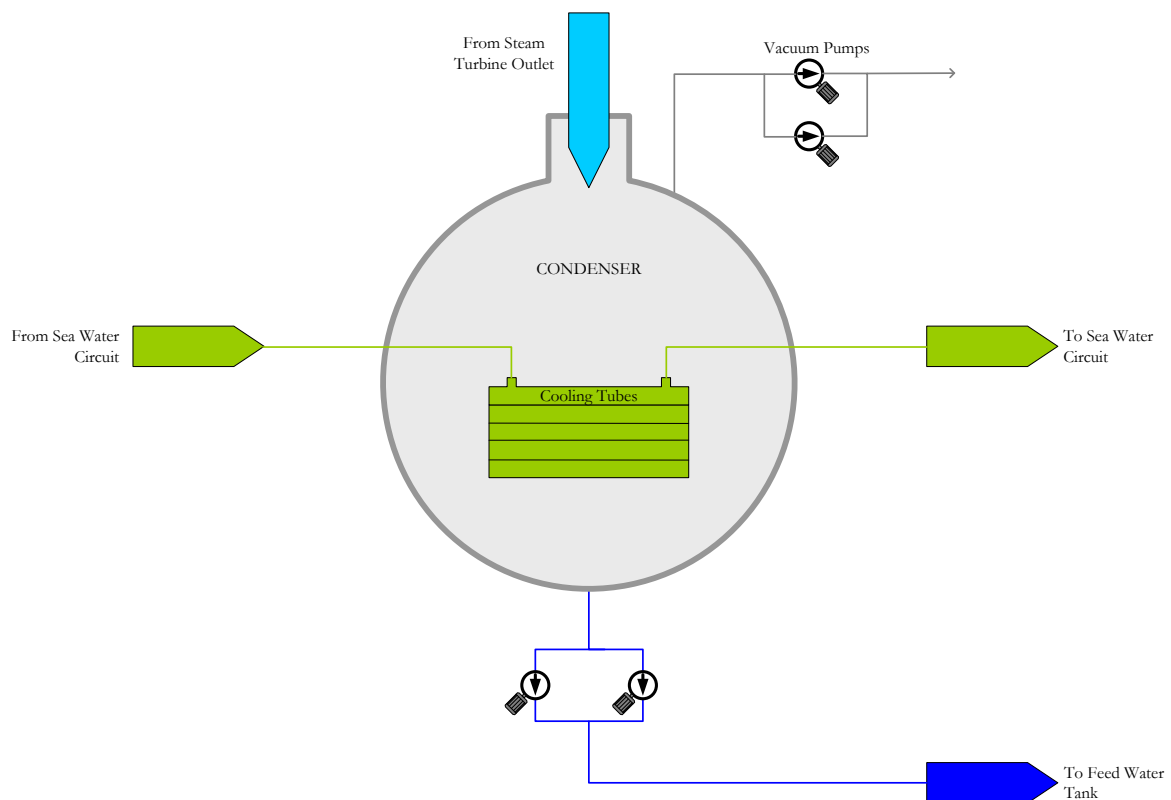 From Steam
Turbine Outlet
Vacuum Pumps
CONDENSER
From Sea Water
Circuit
To Sea Water
Circuit
Cooling Tubes
To Feed Water
Tank